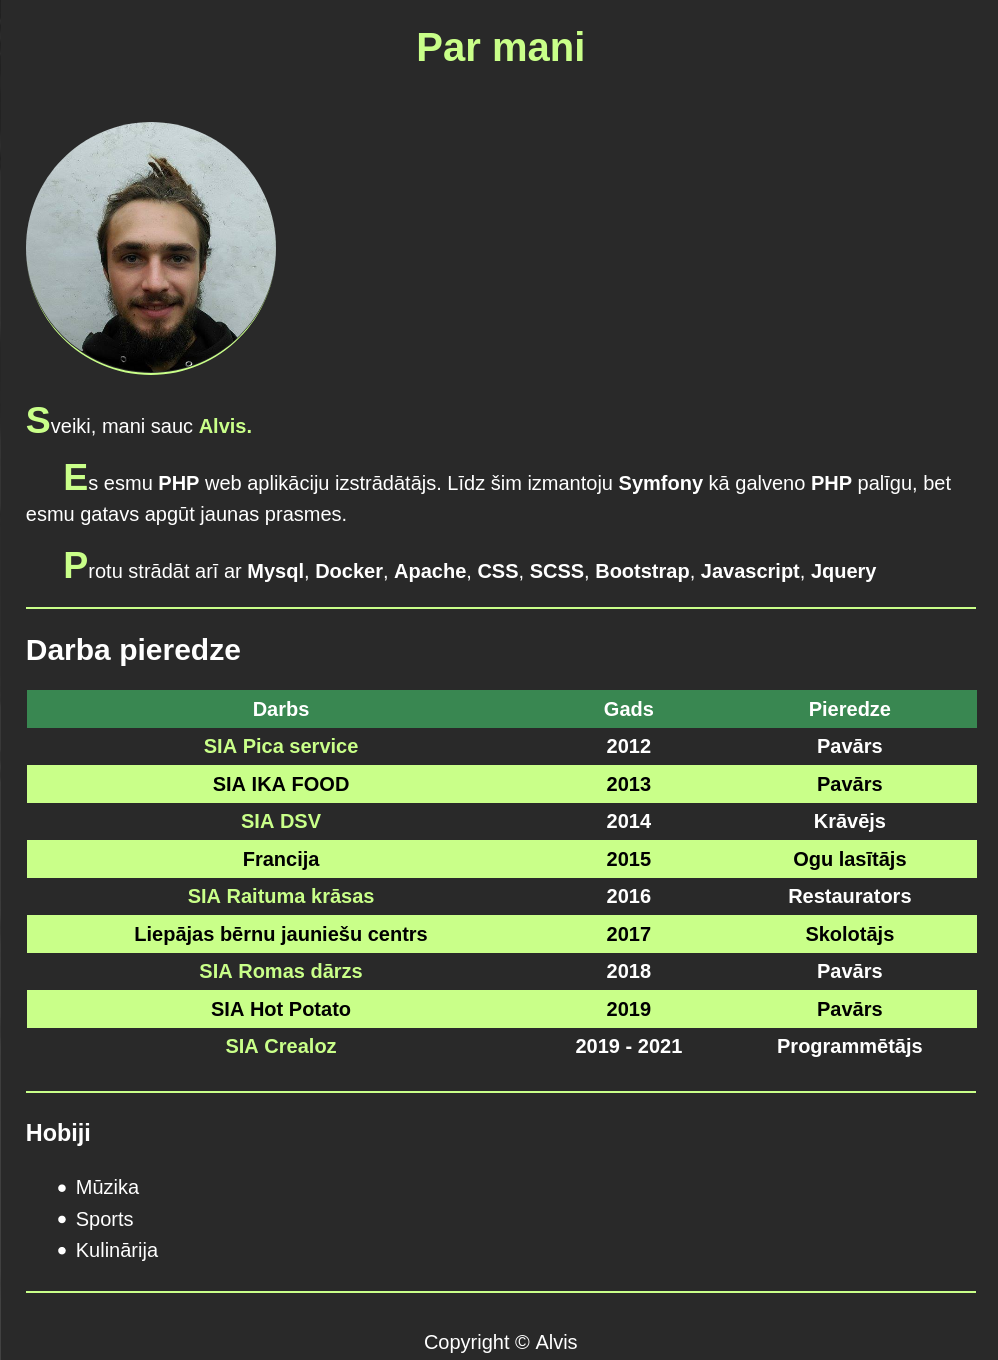 Par mani
Sveiki, mani sauc Alvis.
Es esmu PHP web aplikāciju izstrādātājs. Līdz šim izmantoju Symfony kā galveno PHP palīgu, bet
esmu gatavs apgūt jaunas prasmes.
Protu strādāt arī ar Mysql, Docker, Apache, CSS, SCSS, Bootstrap, Javascript, Jquery
Darba pieredze
Darbs Gads Pieredze
SIA Pica service 2012 Pavārs
SIA IKA FOOD 2013 Pavārs
SIA DSV 2014 Krāvējs
Francija 2015 Ogu lasītājs
SIA Raituma krāsas 2016 Restaurators
Liepājas bērnu jauniešu centrs 2017 Skolotājs
SIA Romas dārzs 2018 Pavārs
SIA Hot Potato 2019 Pavārs
SIA Crealoz 2019 - 2021 Programmētājs
Hobiji
• Mūzika
• Sports
• Kulinārija
Copyright © Alvis